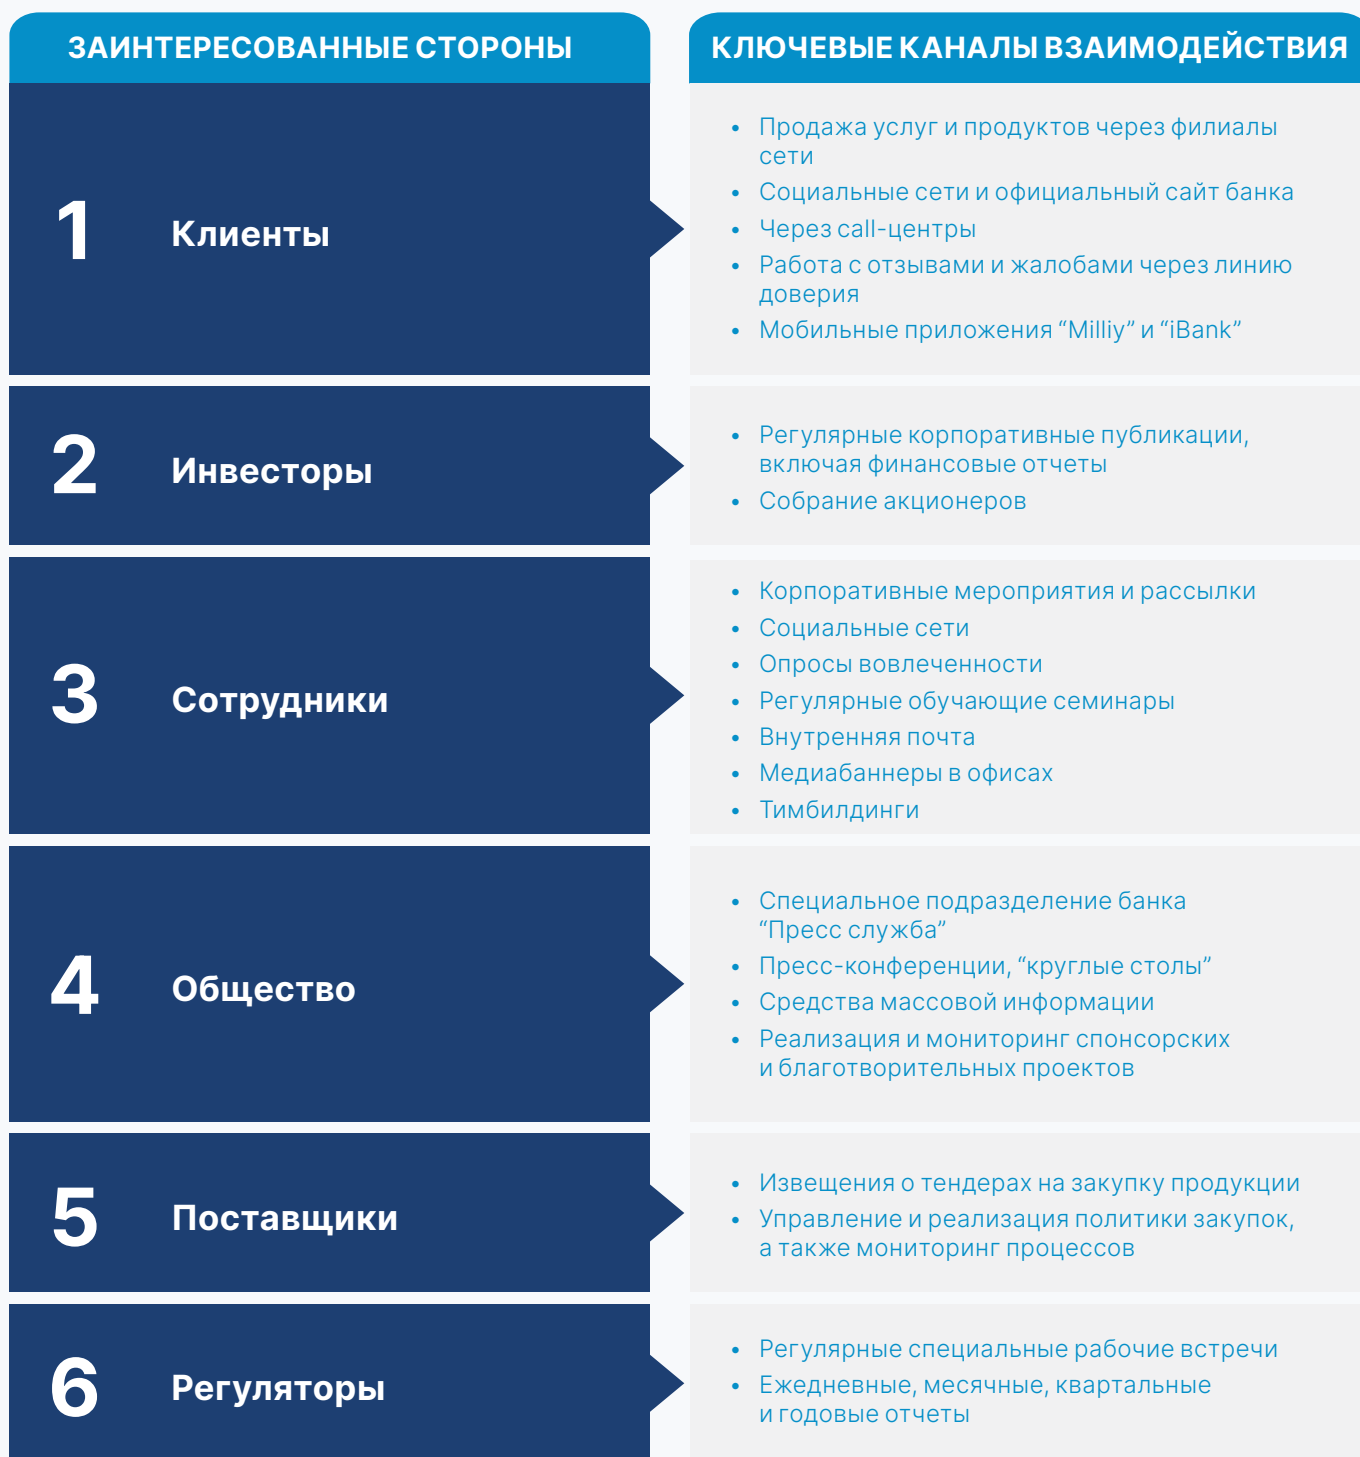 ЗАИНТЕРЕСОВАННЫЕ СТОРОНЫ
КЛЮЧЕВЫЕ КАНАЛЫ ВЗАИМОДЕЙСТВИЯ
1
Клиенты
• Продажа услуг и продуктов через филиалы
сети
• Социальные сети и официальный сайт банка
• Через call-центры
• Работа с отзывами и жалобами через линию
доверия
• Мобильные приложения “Milliy” и “iBank”
2
Инвесторы
• Регулярные корпоративные публикации,
включая финансовые отчеты
• Собрание акционеров
3
Сотрудники
• Корпоративные мероприятия и рассылки
• Социальные сети
• Опросы вовлеченности
• Регулярные обучающие семинары
• Внутренняя почта
• Медиабаннеры в офисах
• Тимбилдинги
4
Общество
• Специальное подразделение банка
“Пресс служба”
• Пресс-конференции, “круглые столы”
• Средства массовой информации
• Реализация и мониторинг спонсорских
и благотворительных проектов
5
Поставщики
• Извещения о тендерах на закупку продукции
• Управление и реализация политики закупок,
а также мониторинг процессов
6
Регуляторы
• Регулярные специальные рабочие встречи
• Ежедневные, месячные, квартальные
и годовые отчеты